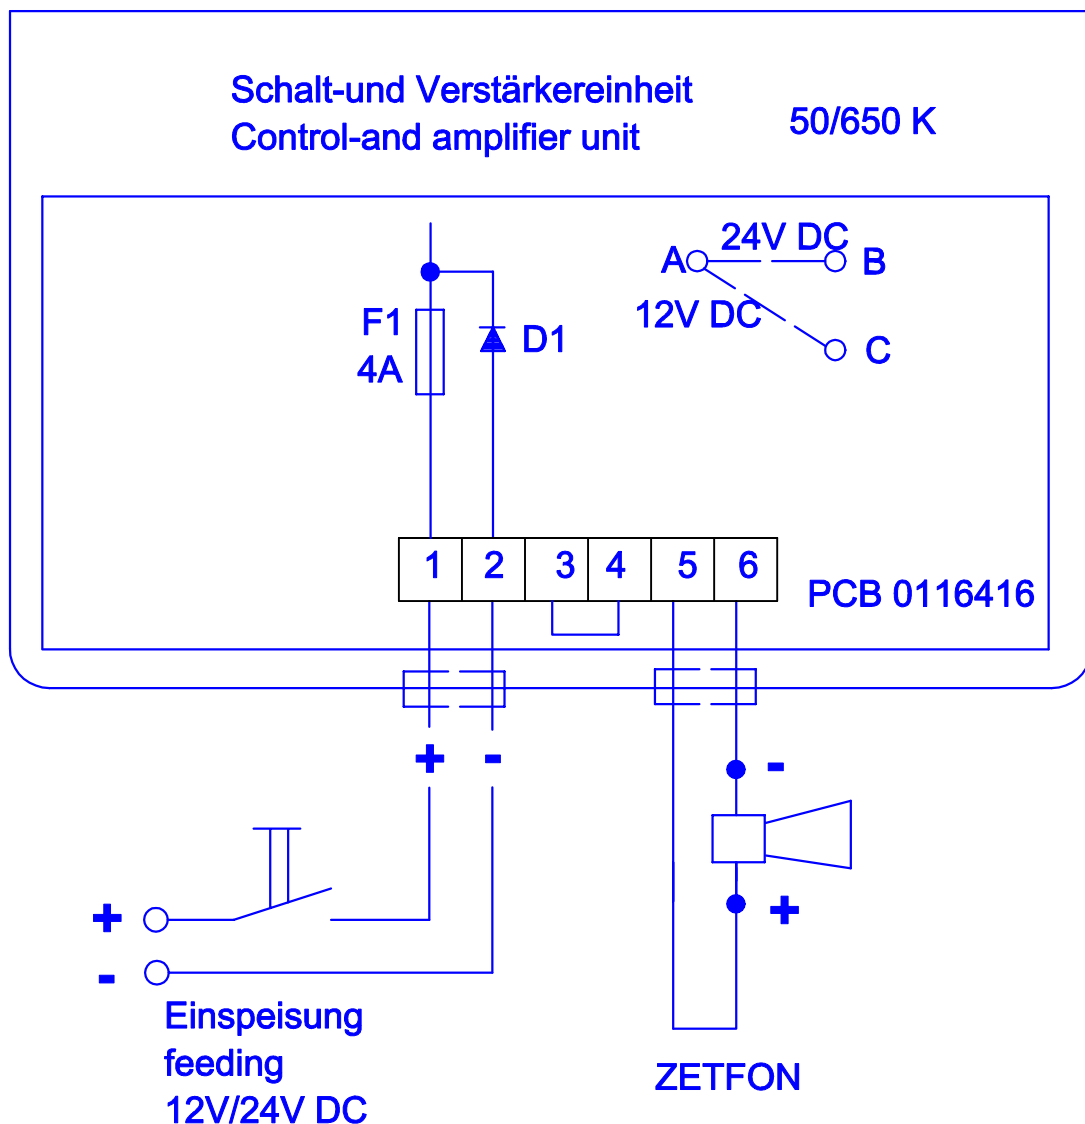 Schalt-und Verstärkereinheit
Control-and amplifier unit
50/650 K
24V DC
A
B
12V DC
C
F1
4A
D1
1 2 3 4 5 6
PCB 0116416
+ -
-
+
+
-
Einspeisung
feeding
12V/24V DC
ZETFON